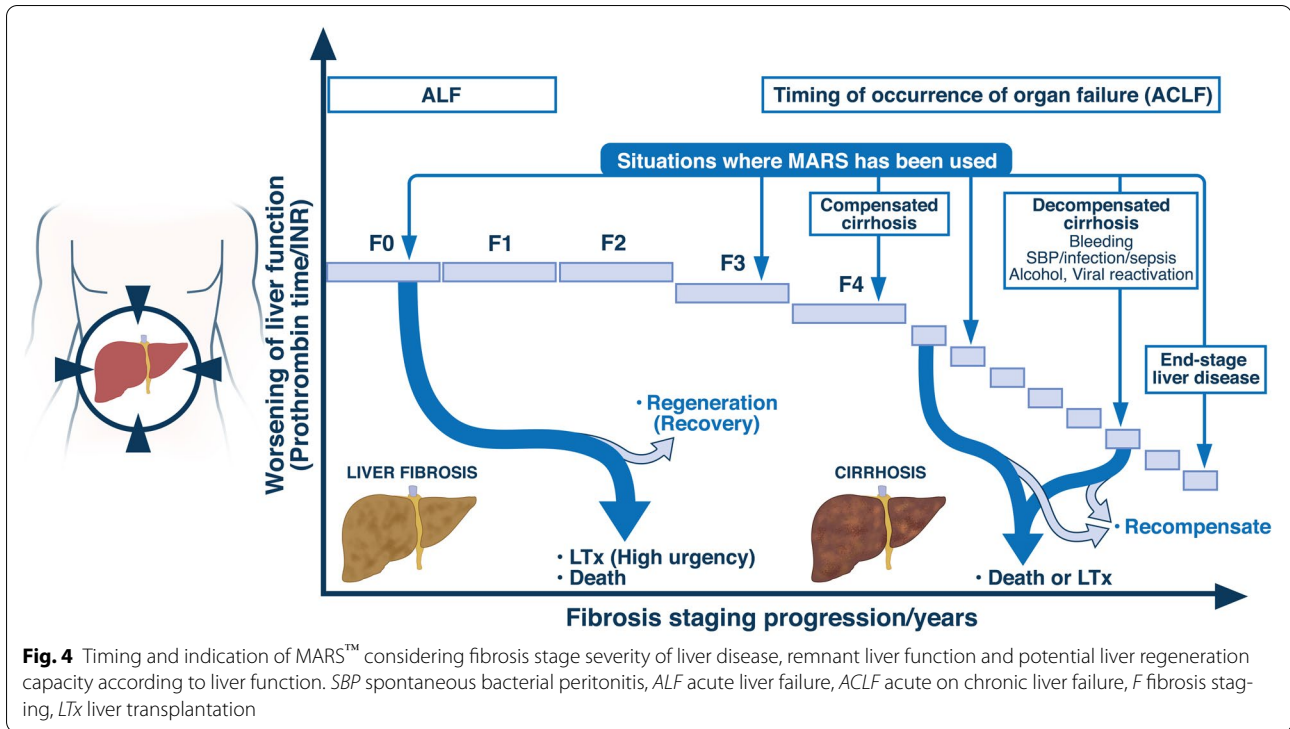 ALF
Timing of occurrence of organ failure (ACLF)
Situations where MARS has been used
Worsening of liver function
(Prothrombin time/INR)
F0
F1
F2
F3
F4
Compensated
cirrhosis
Decompensated
cirrhosis
Bleeding
SBP/infection/sepsis
Alcohol, Viral reactivation
End-stage
liver disease
• Regeneration
(Recovery)
LIVER FIBROSIS
CIRRHOSIS
• Recompensate
• LTx (High urgency)
• Death
• Death or LTx
Fibrosis staging progression/years
Fig. 4 Timing and indication of MARS™ considering fibrosis stage severity of liver disease, remnant liver function and potential liver regeneration
capacity according to liver function. SBP spontaneous bacterial peritonitis, ALF acute liver failure, ACLF acute on chronic liver failure, F fibrosis stag-
ing, LTx liver transplantation